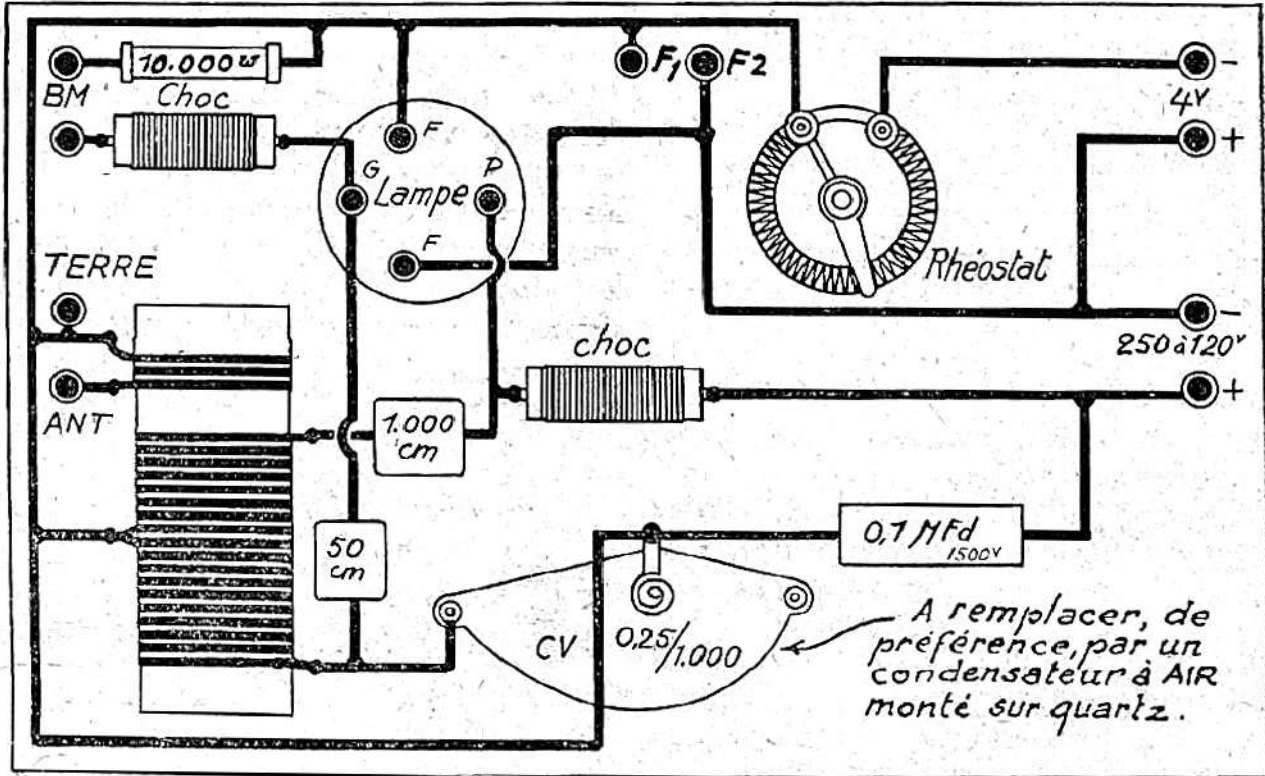 BM
10.000 ω
Choc
F
F1
F2
-
4V
+
G
Lampe
P
F
Rhéostat
TERRE
ANT
choc
-
250 à 120V
+
1.000
cm
50
cm
0,1 MFd
1500V
CV
0,25/1.000
A remplacer, de
préférence, par un
condensateur à AIR
monté sur quartz.